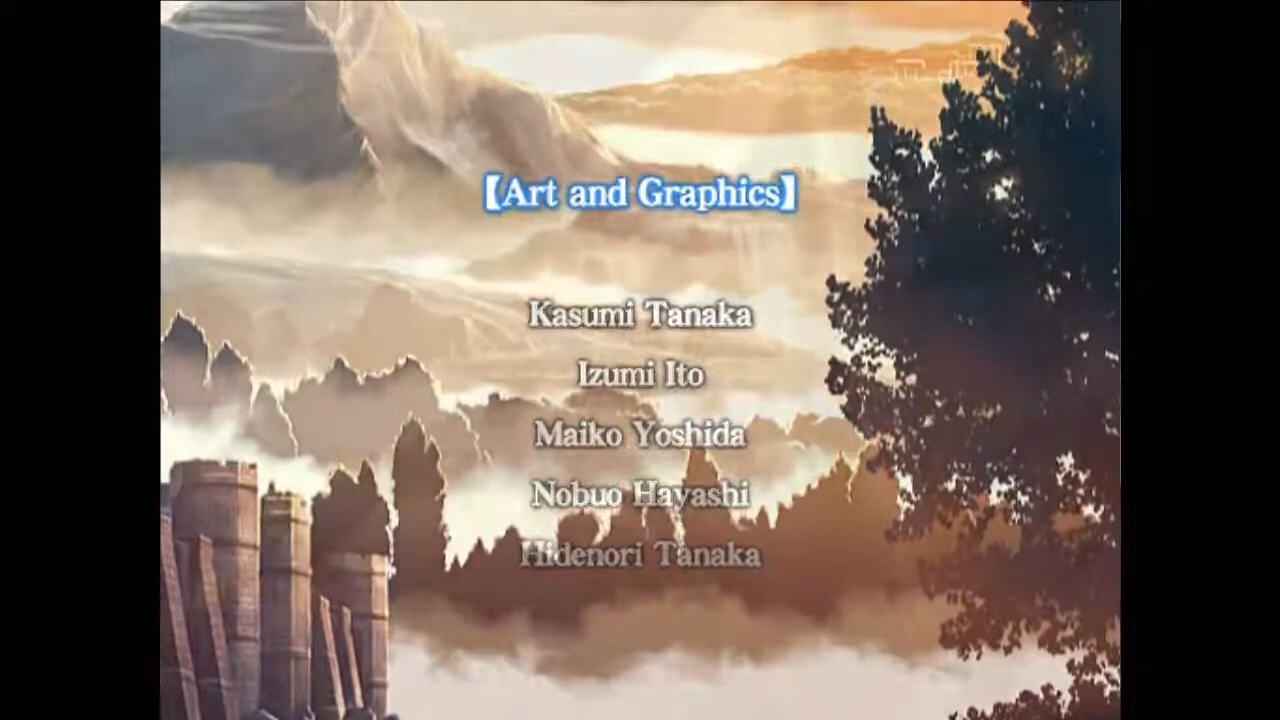 【Art and Graphics】
Kasumi Tanaka
Izumi Ito
Maiko Yoshida
Nobuo Hayashi
Hidenori Tanaka